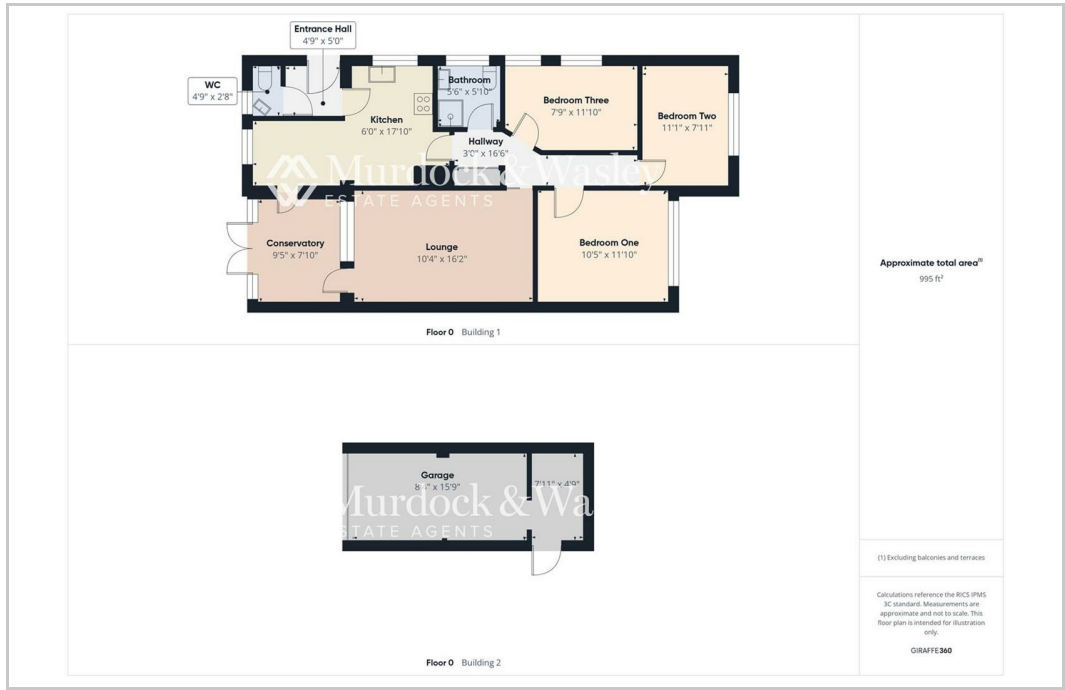 Entrance Hall
4'9" x 5'0"
WC
4'9" x 2'8"
Kitchen
6'0" x 17'10"
Bathroom
5'6" x 5'10"
Bedroom Three
7'9" x 11'10"
Bedroom Two
11'1" x 7'11"
Hallway
3'0" x 16'6"
Murdock & Wasley
ESTATE AGENTS
Conservatory
9'5" x 7'10"
Lounge
10'4" x 16'2"
Bedroom One
10'5" x 11'10"
Floor 0 Building 1
Approximate total area(1)
995 ft²
Garage
x 15'9"
7'11" x 4'9"
Murdock & Wa
STATE AGENTS
Floor 0 Building 2
(1) Excluding balconies and terraces
Calculations reference the RICS IPMS
3C standard. Measurements are
approximate and not to scale. This
floor plan is intended for illustration
only.
GIRAFFE360